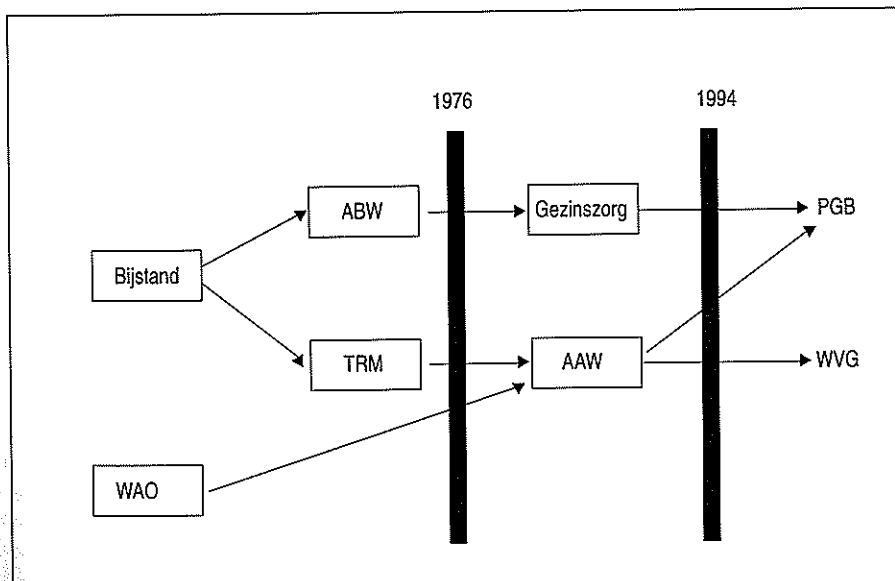 1976
1994
ABW
Gezinszorg
PGB
Bijstand
TRM
AAW
WVG
WAO